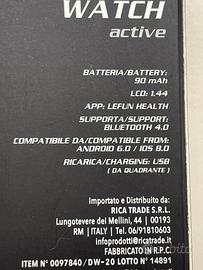 WATCH
active
BATTERIA/BATTERY:
90 mAh
LCD: 1.44
APP: LEFUN HEALTH
SUPPORTA/SUPPORT:
BLUETOOTH 4.0
COMPATIBILE DA/COMPATIBLE FROM:
ANDROID 6.0 / IOS 8.0
RICARICA/CHARGING: USB
( DA QUADRANTE )
Importato e Distribuito da:
RICA TRADE S.R.L.
Lungotevere dei Mellini, 44 | 00193
RM | ITALY | Tel. 06/91810603
infoprodotti@ricatrade.it
FABBRICATO IN R.P.C.
ITEM N° 0097840 / DW-20 LOTTO N° 14891